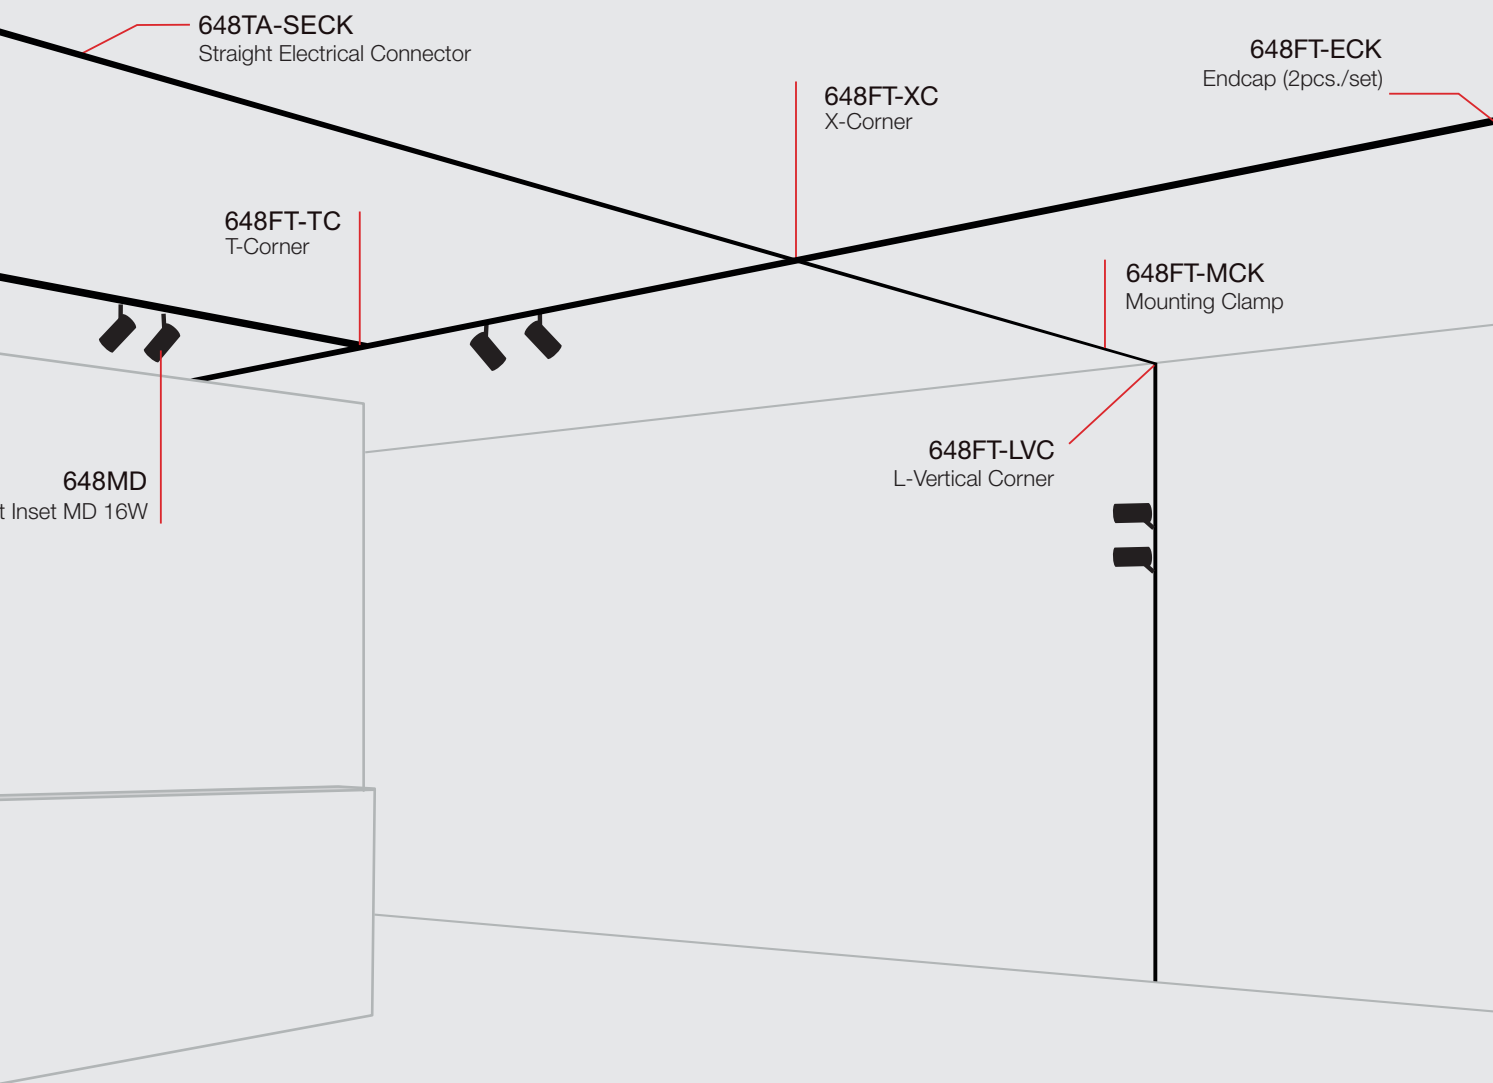 648TA-SECK
Straight Electrical Connector
648FT-ECK
Endcap (2pcs./set)
648FT-XC
X-Corner
648FT-TC
T-Corner
648FT-MCK
Mounting Clamp
648FT-LVC
L-Vertical Corner
648MD
t Inset MD 16W